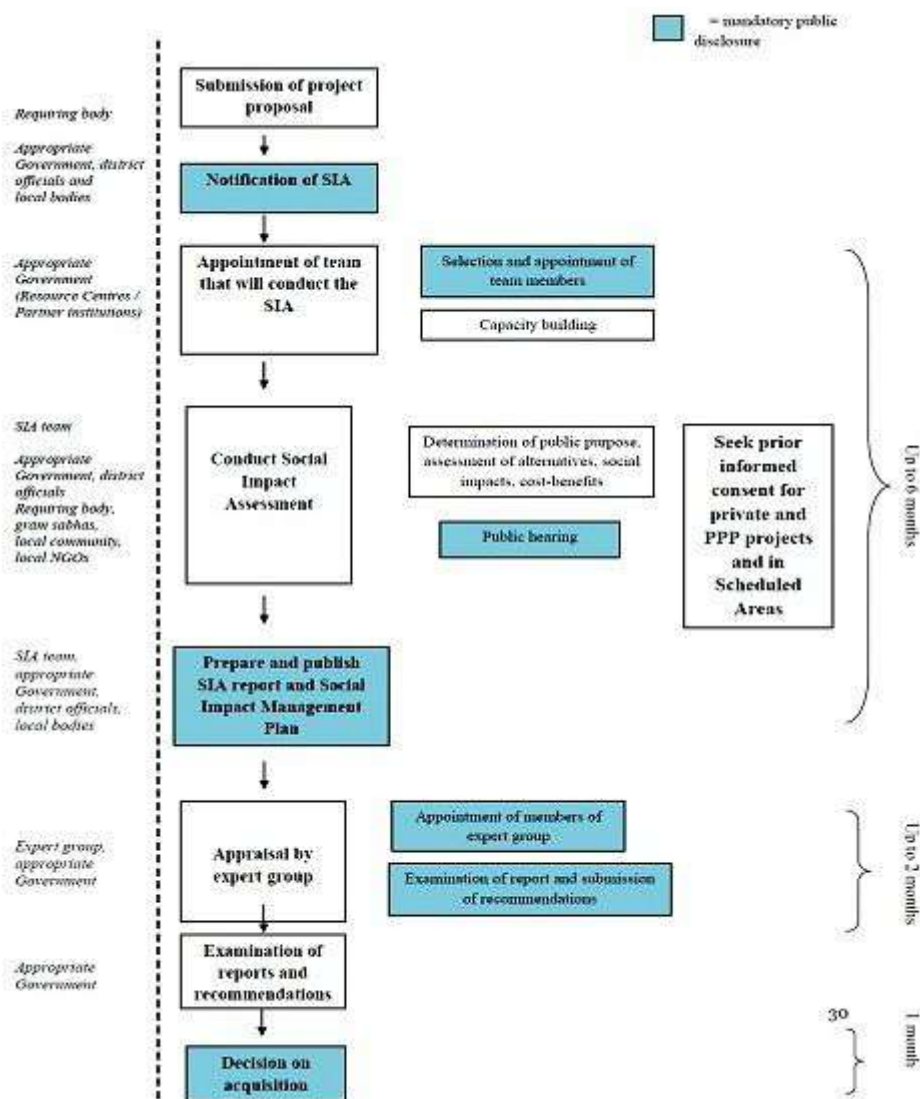 = mandatory public
disclosure
Requiring body
Submission of project
proposal
Appropriate
Government, district
officials and
local bodies
Notification of SIA
Appropriate
Government
(Resource Centres /
Partner institutions)
Appointment of team
that will conduct the
SIA
Selection and appointment of
team members
Capacity building
SIA team
Appropriate
Government, district
officials
Requiring body,
gram sabhas,
local community,
local NGOs
Conduct Social
Impact
Assessment
Determination of public purpose,
assessment of alternatives, social
impacts, cost-benefits
Public hearing
Seek prior
informed
consent for
private and
PPP projects
and in
Scheduled
Areas
Up to 6 months
SIA team,
appropriate
Government,
district officials,
local bodies
Prepare and publish
SIA report and Social
Impact Management
Plan
Expert group,
appropriate
Government
Appraisal by
expert group
Appointment of members of
expert group
Examination of report and submission
of recommendations
Up to 2 months
Appropriate
Government
Examination of
reports and
recommendations
30
1 month
Decision on
acquisition